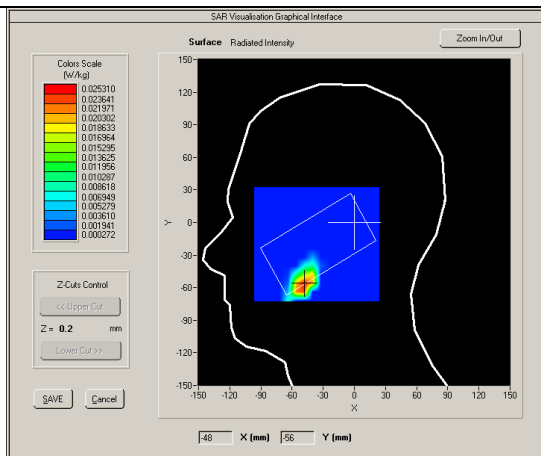 SAR Visualisation Graphical Interface
Surface Radiated Intensity
Zoom In/Out
Colors Scale
(W/kg)
0.025310
0.023641
0.021971
0.020302
0.018633
0.016964
0.015295
0.013625
0.011956
0.010287
0.008618
0.006949
0.005279
0.003610
0.001941
0.000272
Z-Cuts Control
<< Upper Cut
Z = 0.2 mm
Lower Cut >>
SAVE
Cancel
150-
120-
90-
60-
30-
0-
-30-
-60-
-90-
-120-
-150-
Y
-150 -120 -90 -60 -30 0 30 60 90 120 150
X
-48 X (mm) -56 Y (mm)